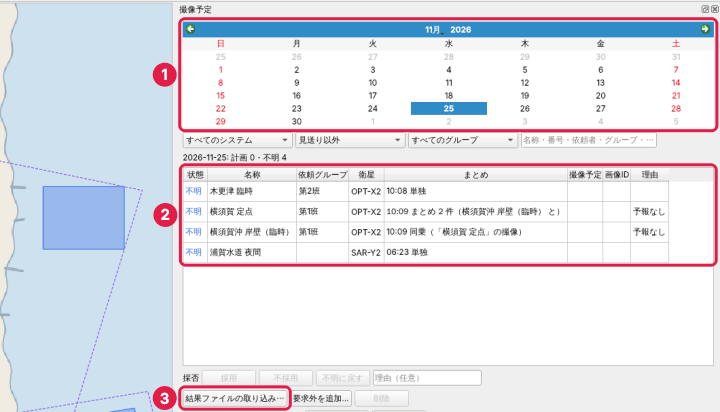 撮像予定
11月, 2026
日 月 火 水 木 金 土
25 26 27 28 29 30 31
1 2 3 4 5 6 7
8 9 10 11 12 13 14
15 16 17 18 19 20 21
22 23 24 25 26 27 28
29 30 1 2 3 4 5
1
すべてのシステム 見送り以外 すべてのグループ 名称・番号・依頼者・グループ・…
2026-11-25: 計画 0・不明 4
状態 名称 依頼グループ 衛星 まとめ 撮像予定 画像ID 理由
不明 木更津 臨時 第2班 OPT-X2 10:08 単独
不明 横須賀 定点 第1班 OPT-X2 10:09 まとめ 2 件（横須賀沖 岸壁（臨時） と） 予報なし
2
不明 横須賀沖 岸壁（臨時） 第1班 OPT-X2 10:09 同乗（「横須賀 定点」の撮像） 予報なし
不明 浦賀水道 夜間 SAR-Y2 06:23 単独
採否 採用 不採用 不明に戻す 理由（任意）
3
結果ファイルの取り込み… 要求外を追加... 削除